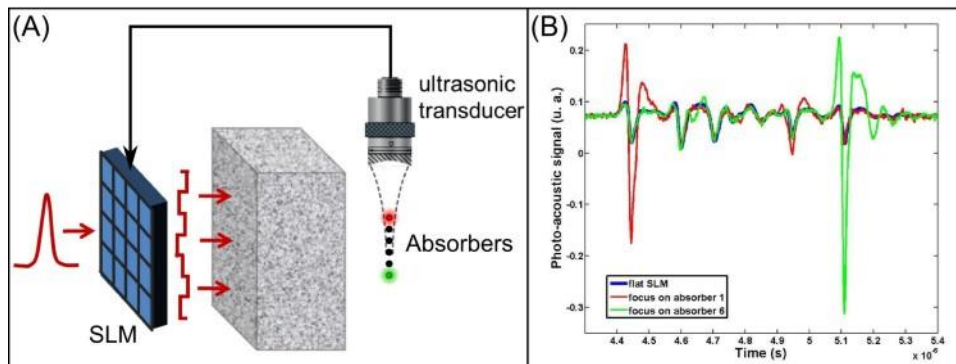 (A)
ultrasonic
transducer
Absorbers
SLM
(B)
Photo-acoustic signal (u. a.)
0.2
0.1
0
-0.1
-0.2
-0.3
flat SLM
focus on absorber 1
focus on absorber 6
4.4 4.5 4.6 4.7 4.8 4.9 5 5.1 5.2 5.3 5.4
Time (s)
x 10⁻⁶